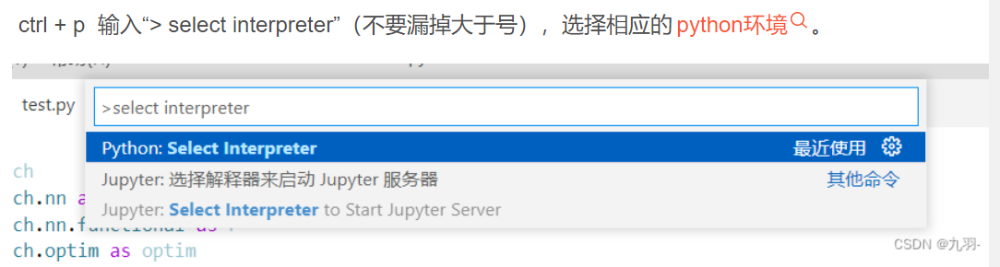 ctrl + p 输入“> select interpreter”（不要漏掉大于号），选择相应的 python环境。
test.py
>select interpreter
Python: Select Interpreter 最近使用
Jupyter: 选择解释器来启动 Jupyter 服务器 其他命令
Jupyter: Select Interpreter to Start Jupyter Server
ch
ch.nn a
ch.nn.functional as
ch.optim as optim
CSDN @九羽-